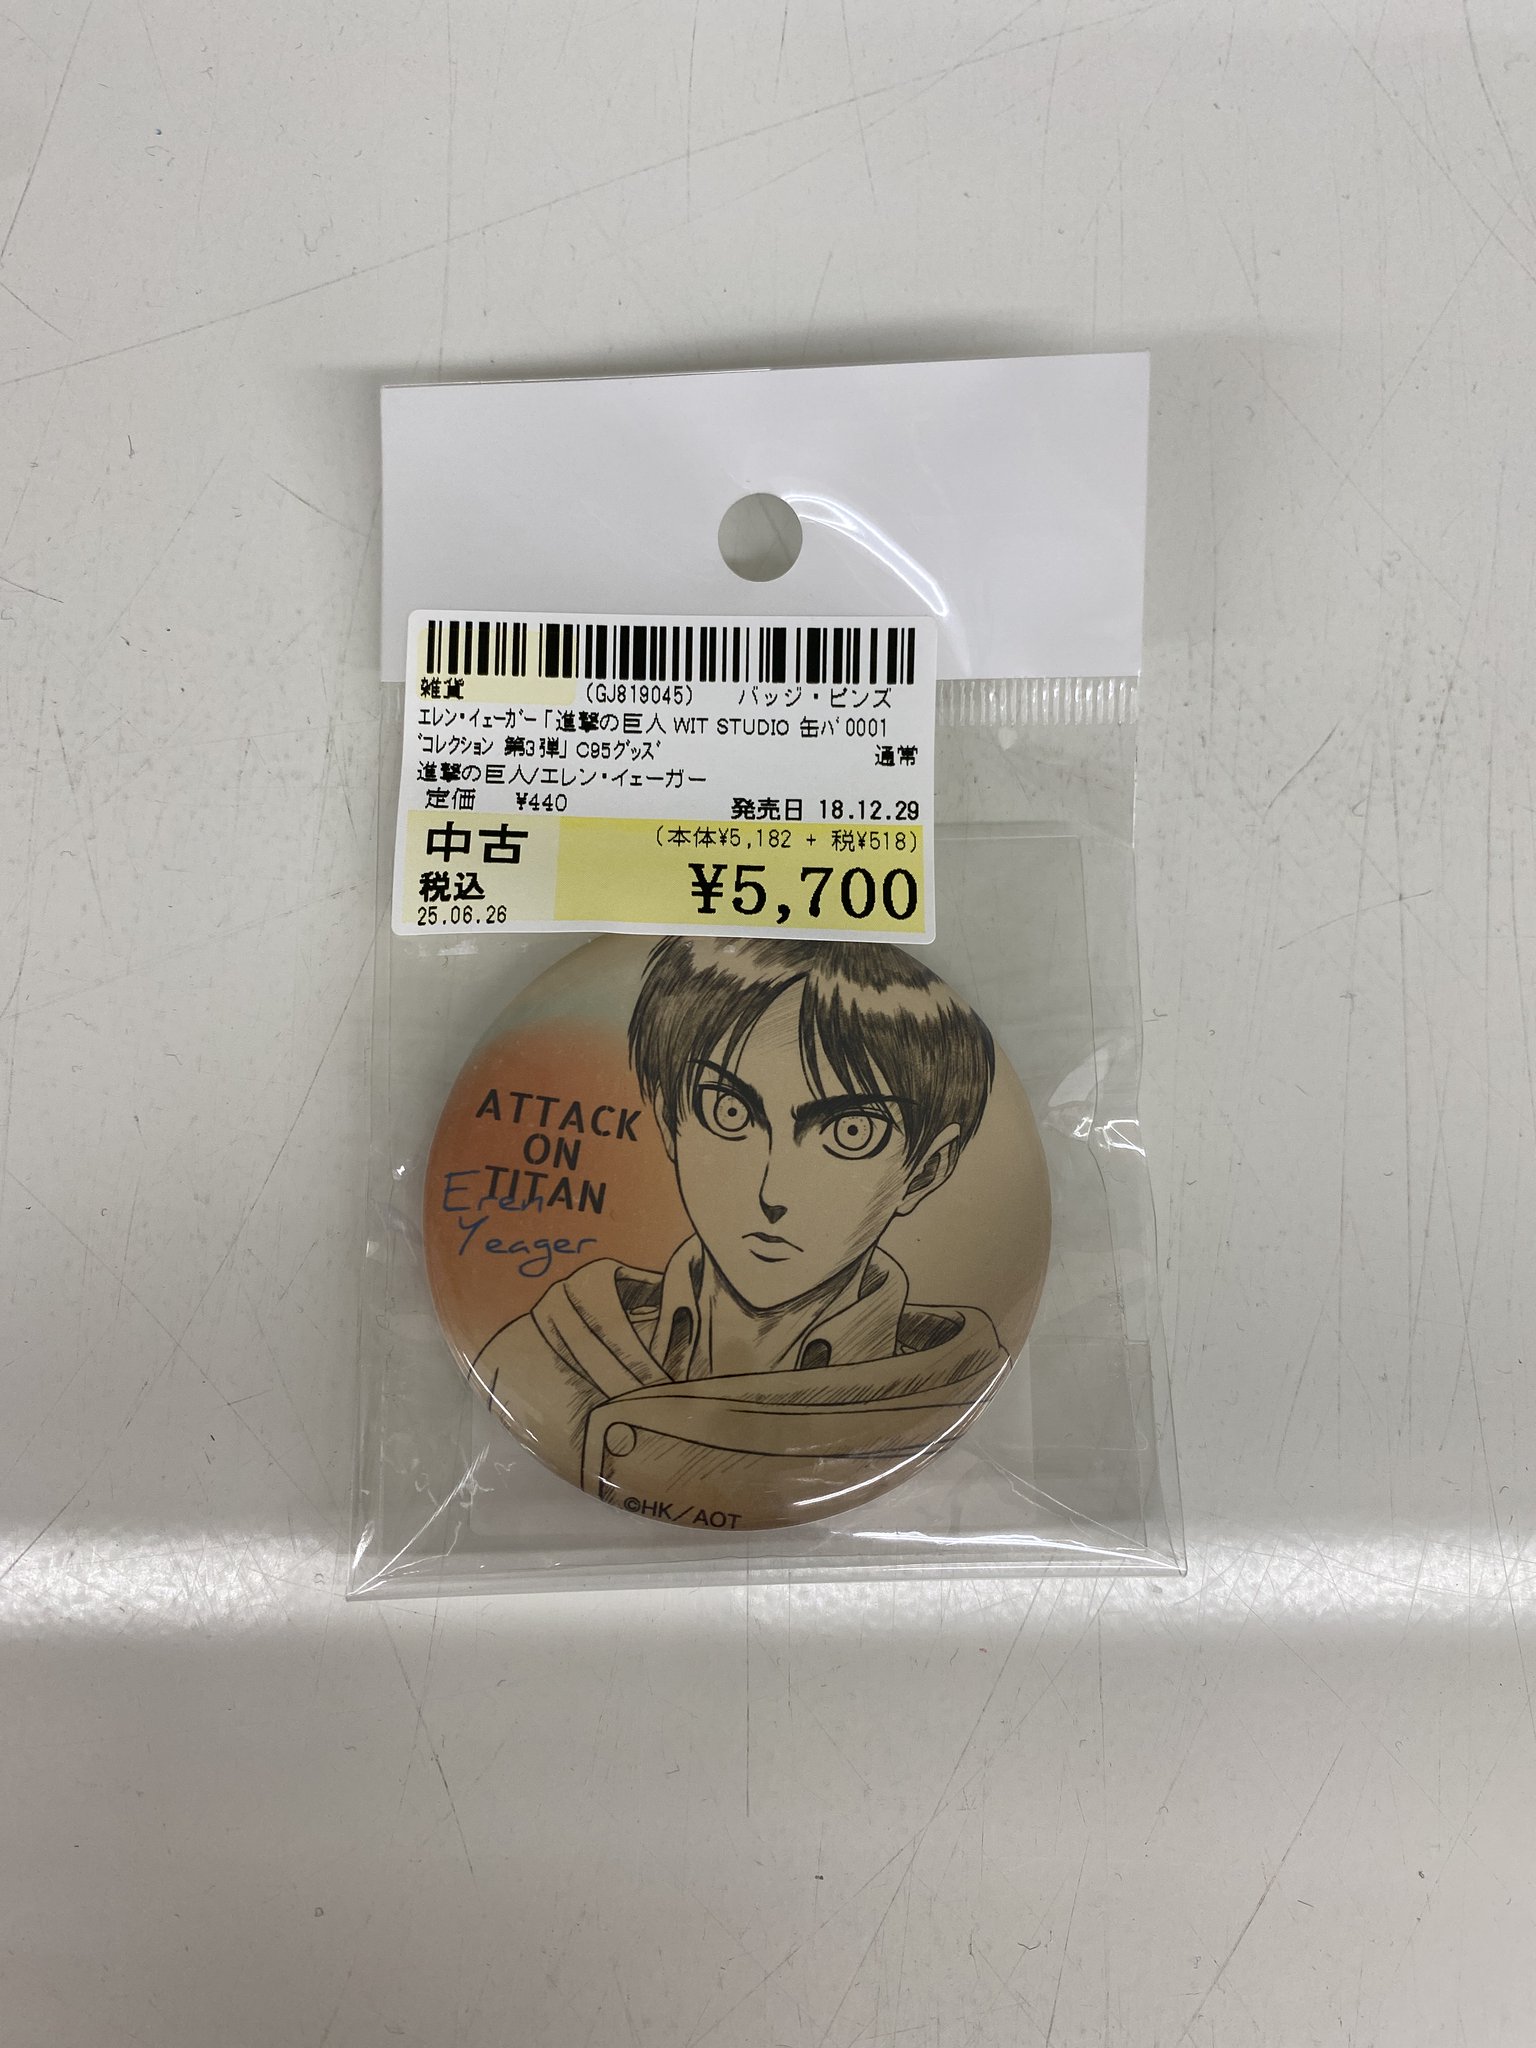 雑貨 (GJ819045) バッジ・ピンズ
エレン・イェーガー「進撃の巨人 WIT STUDIO 缶バ 0001
゙コレクション 第3弾」 C95グッズ 通常
進撃の巨人/エレン・イェーガー
定価 ¥440 発売日 18.12.29
中古 (本体¥5,182 + 税¥518)
税込 ¥5,700
25.06.26
ATTACK
ON
TITAN
Eren
Yeager
©HK/AOT